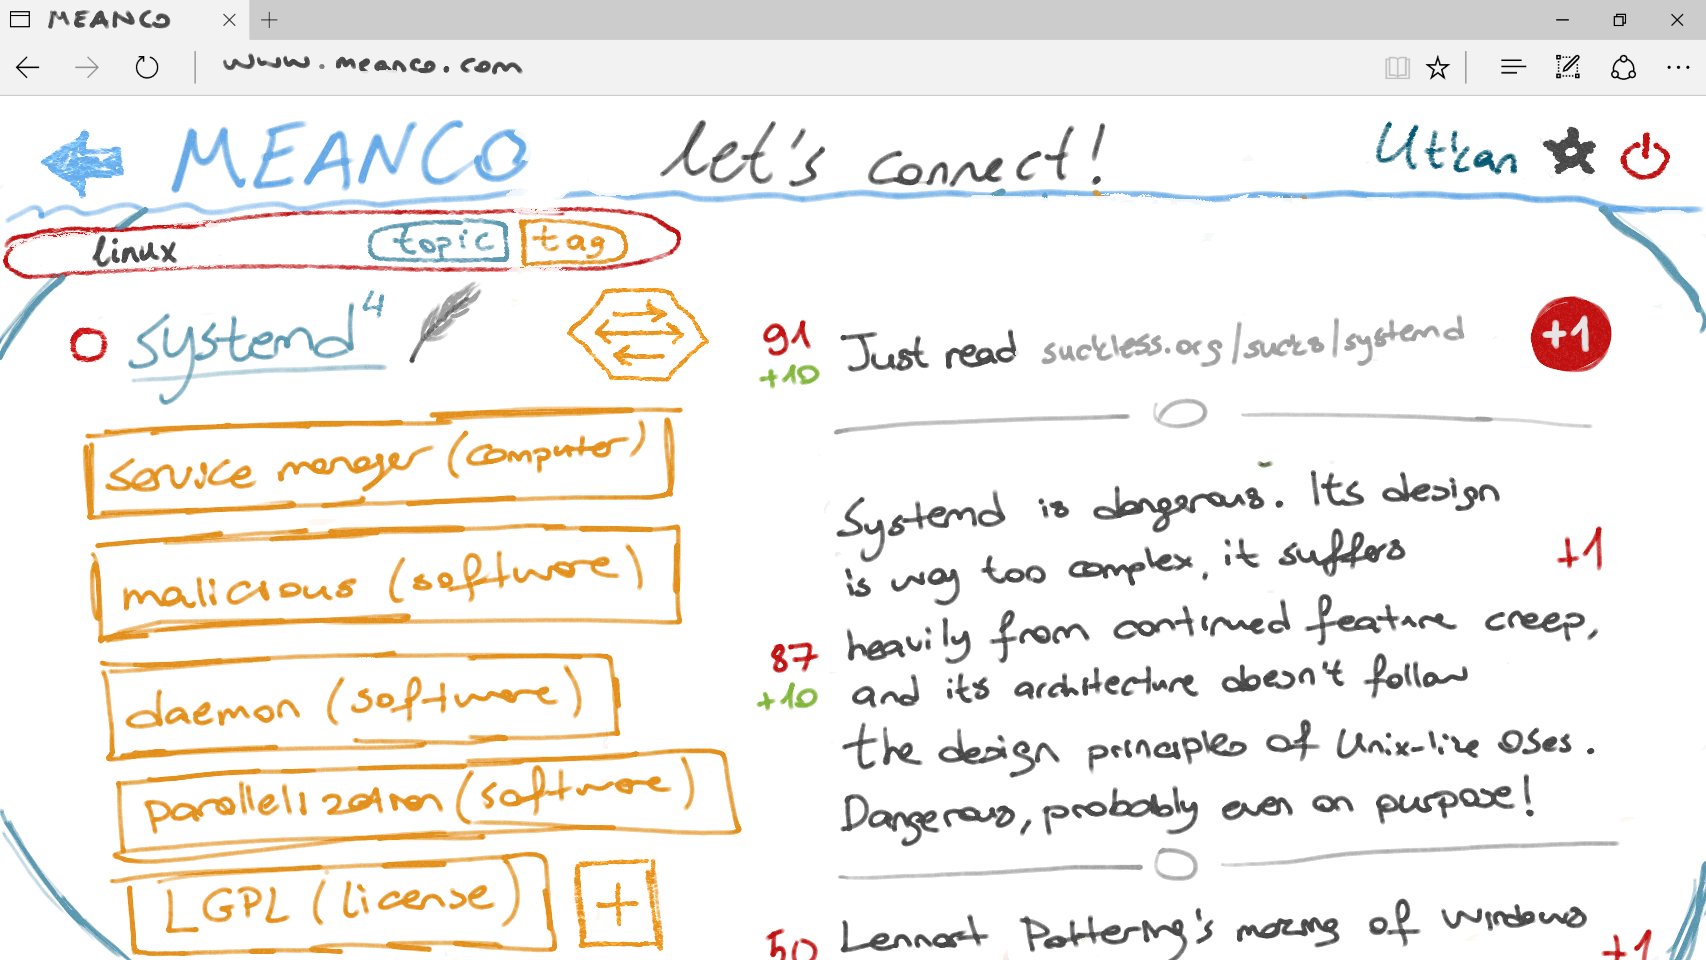 MEANCO
www.meanco.com
MEANCO let's connect! Utkan
linux topic tag
systemd 4
service manager (computer)
malicious (software)
daemon (software)
parallelization (software)
LGPL (license)
+
91 Just read suckless.org/sucks/systemd +1
+10
Systemd is dangerous. Its design
is way too complex, it suffers +1
heavily from continued feature creep,
87
and its architecture doesn't follow
+10
the design principles of Unix-like OSes.
Dangerous, probably even on purpose!
50 Lennart Pottering's making of Windows +1